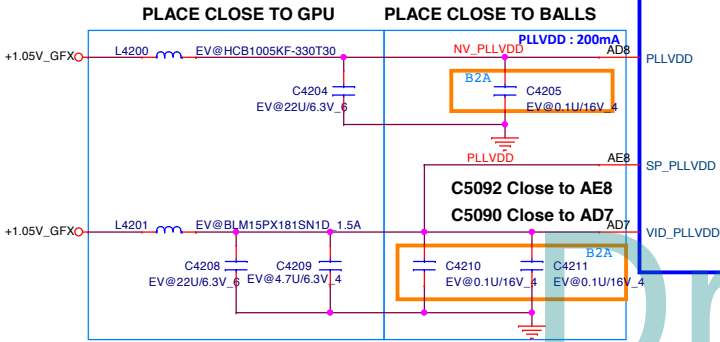 PLACE CLOSE TO GPU
PLACE CLOSE TO BALLS
PLLVDD : 200mA
+1.05V_GFX
L4200
EV@HCB1005KF-330T30
NV_PLLVDD
AD8
PLLVDD
B2A
C4204
EV@22U/6.3V_6
C4205
EV@0.1U/16V_4
PLLVDD
AE8
SP_PLLVDD
C5092 Close to AE8
C5090 Close to AD7
+1.05V_GFX
L4201
EV@BLM15PX181SN1D_1.5A
AD7
VID_PLLVDD
B2A
C4208
EV@22U/6.3V_6
C4209
EV@4.7U/6.3V_4
C4210
EV@0.1U/16V_4
C4211
EV@0.1U/16V_4
Dr